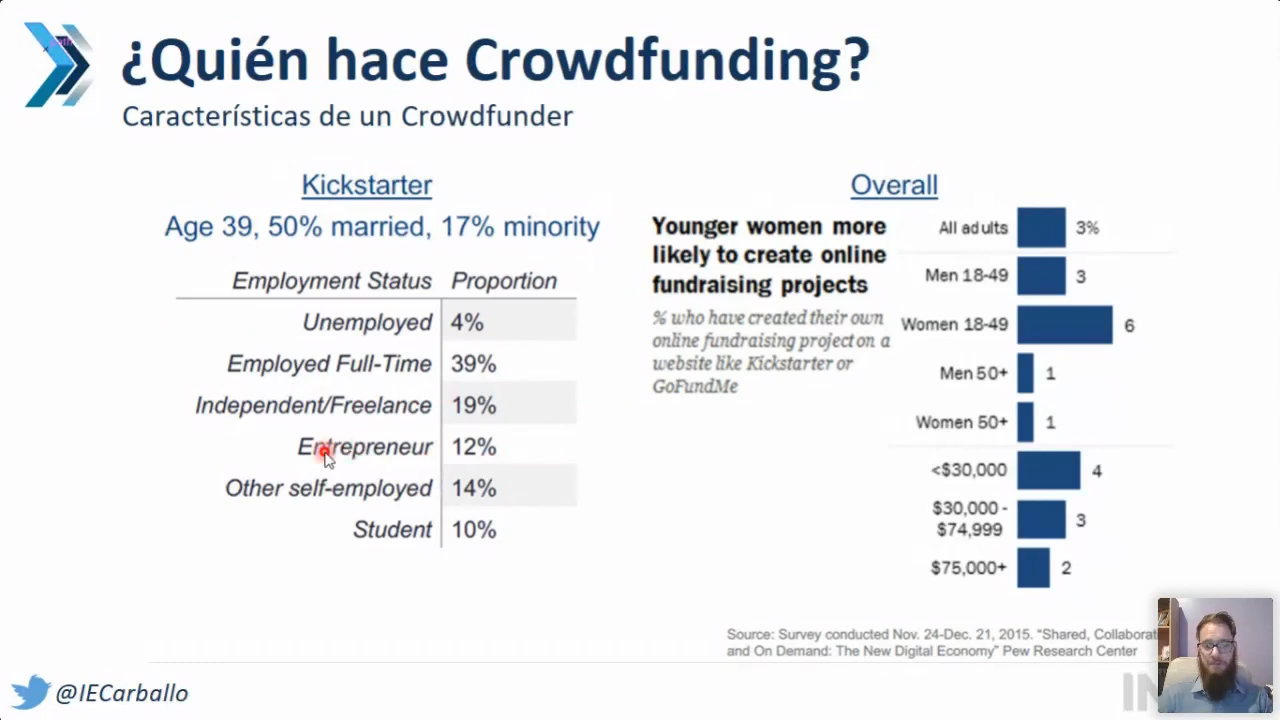 ¿Quién hace Crowdfunding?
Características de un Crowdfunder
Kickstarter
Age 39, 50% married, 17% minority
Employment Status Proportion
Unemployed 4%
Employed Full-Time 39%
Independent/Freelance 19%
Entrepreneur 12%
Other self-employed 14%
Student 10%
Overall
Younger women more
likely to create online
fundraising projects
% who have created their own
online fundraising project on a
website like Kickstarter or
GoFundMe
All adults 3%
Men 18-49 3
Women 18-49 6
Men 50+ 1
Women 50+ 1
<$30,000 4
$30,000 -
$74,999 3
$75,000+ 2
Source: Survey conducted Nov. 24-Dec. 21, 2015. “Shared,
and On Demand: The New Digital Economy” Pew Research Center
@IECarballo